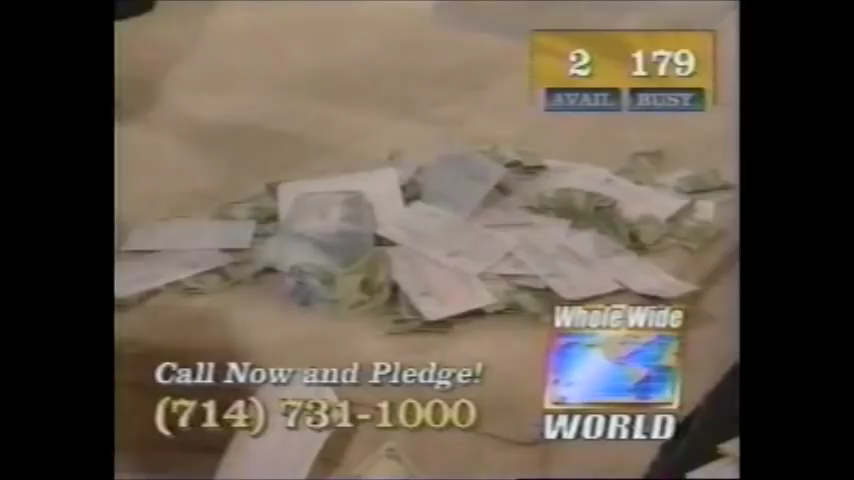 2 179
AVAIL BUSY
Whole Wide
WORLD
Call Now and Pledge!
(714) 731-1000